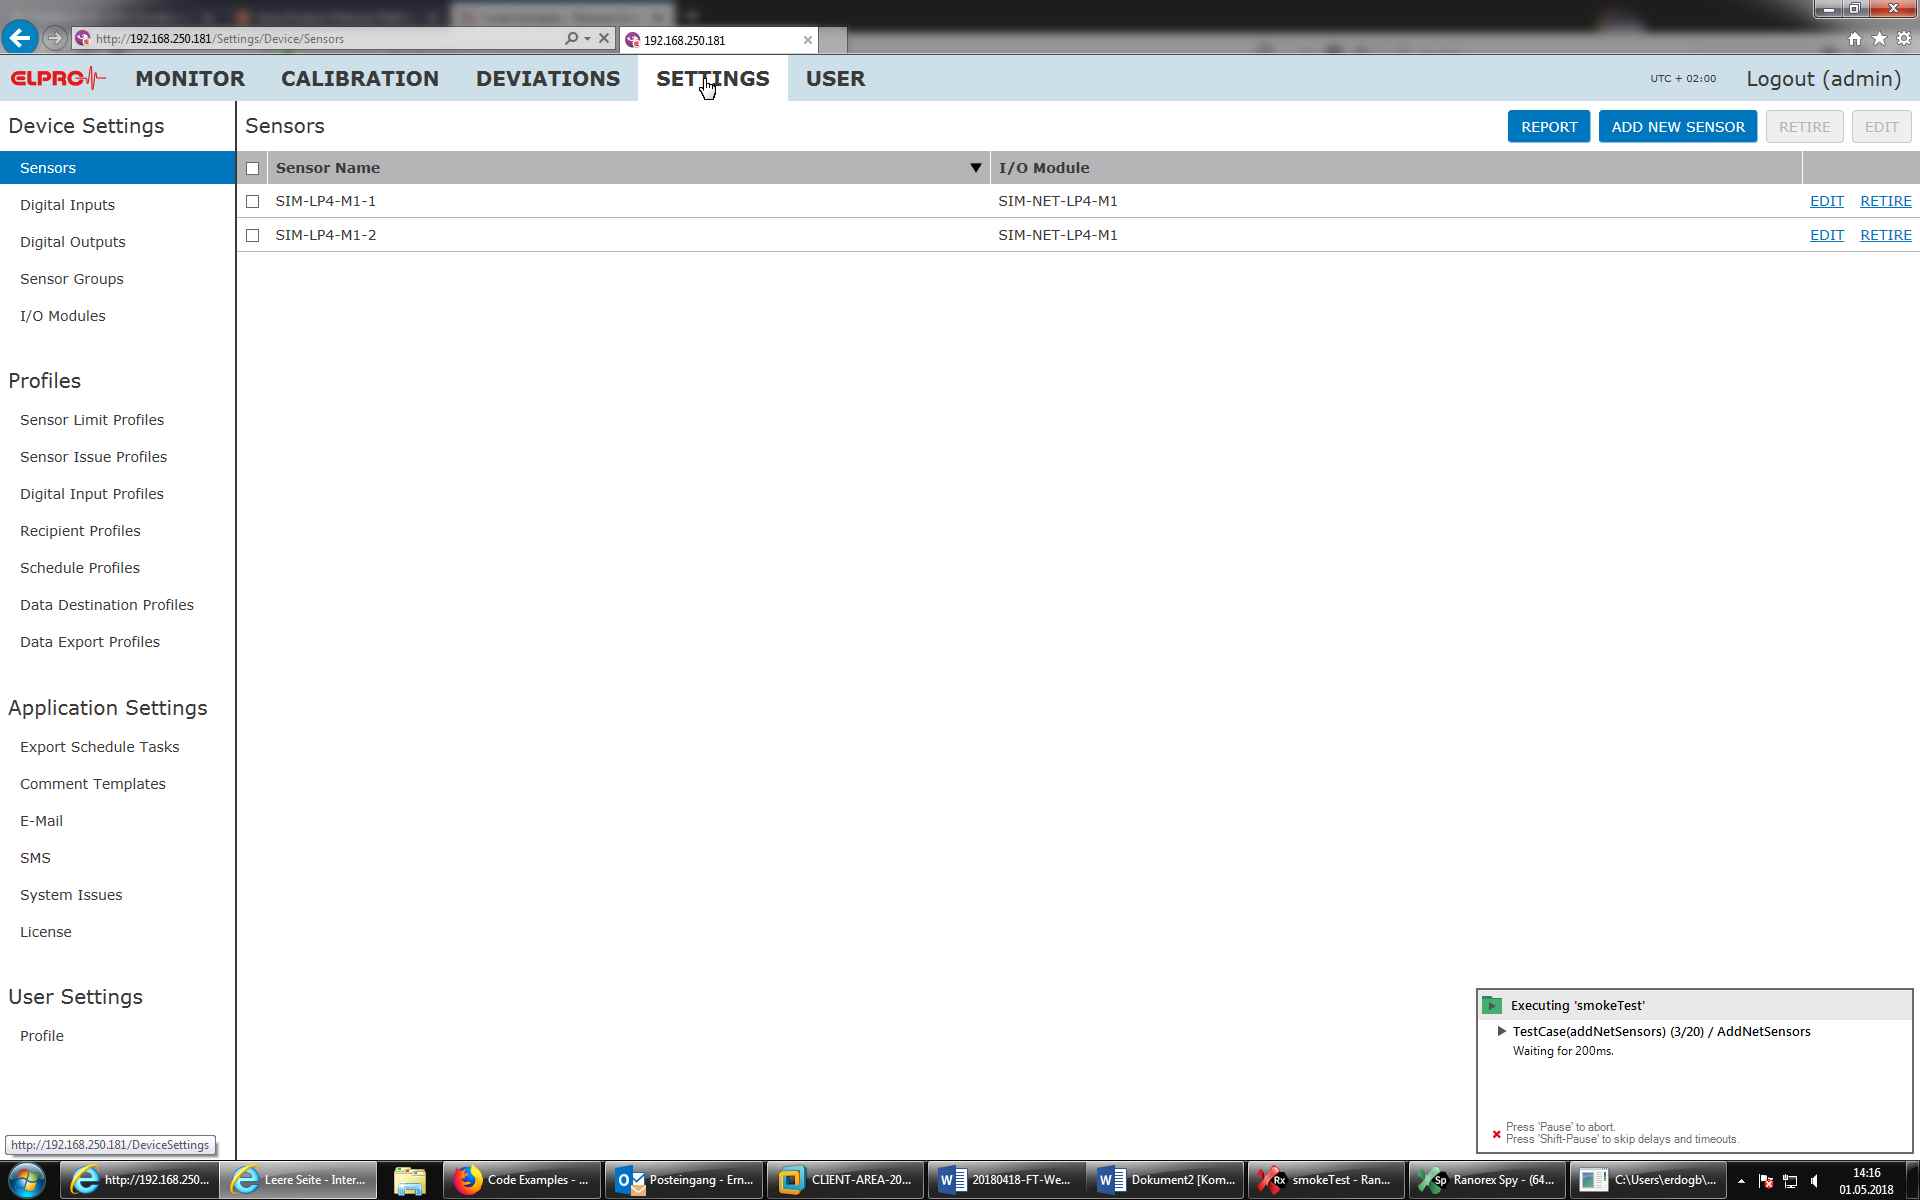 http://192.168.250.181/Settings/Device/Sensors
192.168.250.181
ELPRO
MONITOR
CALIBRATION
DEVIATIONS
SETTINGS
USER
UTC + 02:00
Logout (admin)
Device Settings
Sensors
Digital Inputs
Digital Outputs
Sensor Groups
I/O Modules
Profiles
Sensor Limit Profiles
Sensor Issue Profiles
Digital Input Profiles
Recipient Profiles
Schedule Profiles
Data Destination Profiles
Data Export Profiles
Application Settings
Export Schedule Tasks
Comment Templates
E-Mail
SMS
System Issues
License
User Settings
Profile
Sensors
REPORT
ADD NEW SENSOR
RETIRE
EDIT
Sensor Name
I/O Module
SIM-LP4-M1-1
SIM-NET-LP4-M1
EDIT
RETIRE
SIM-LP4-M1-2
SIM-NET-LP4-M1
EDIT
RETIRE
Executing 'smokeTest'
TestCase(addNetSensors) (3/20) / AddNetSensors
Waiting for 200ms.
Press 'Pause' to abort.
Press 'Shift-Pause' to skip delays and timeouts.
http://192.168.250.181/DeviceSettings
http://192.168.250...
Leere Seite - Inter...
Code Examples - ...
Posteingang - Ern...
CLIENT-AREA-20...
20180418-FT-We...
Dokument2 [Kom...
Rx
smokeTest - Ran...
Sp
Ranorex Spy - (64...
C:\Users\erdogb\...
14:16
01.05.2018